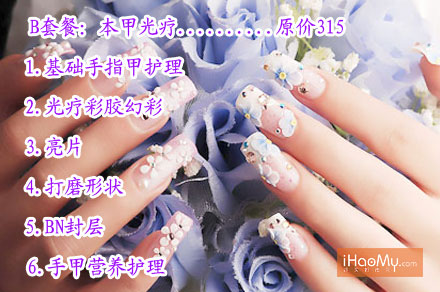 B套餐：本甲光疗..........原价315
1.基础手指甲护理
2.光疗彩胶幻彩
3.亮片
4.打磨形状
5.BN封层
6.手甲营养护理
iHaoMy.com